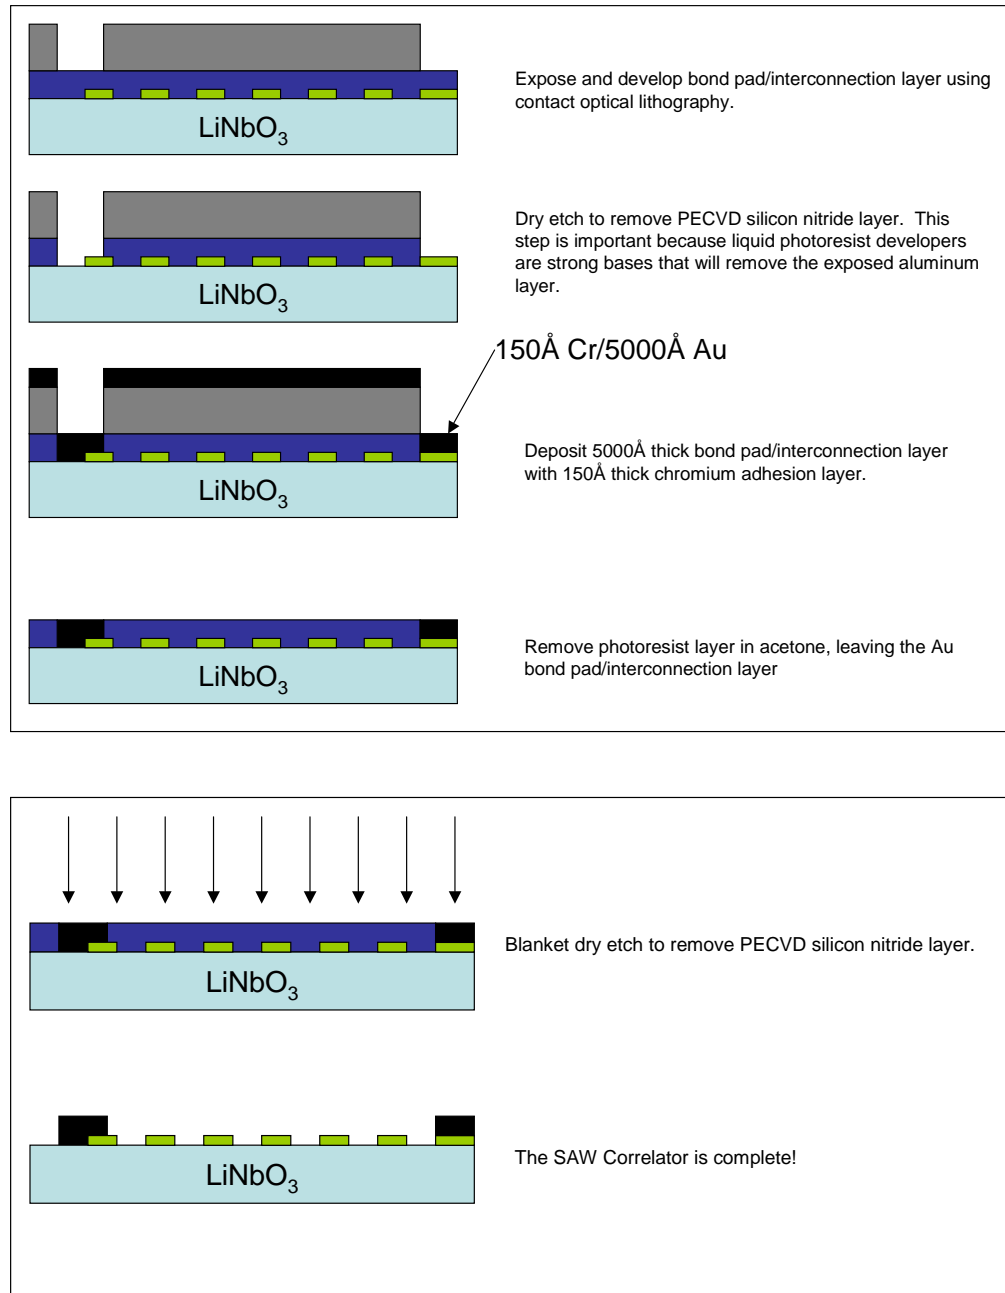 Expose and develop bond pad/interconnection layer using
contact optical lithography.
LiNbO3
Dry etch to remove PECVD silicon nitride layer.  This
step is important because liquid photoresist developers
are strong bases that will remove the exposed aluminum
layer.
LiNbO3
150Å Cr/5000Å Au
Deposit 5000Å thick bond pad/interconnection layer
with 150Å thick chromium adhesion layer.
LiNbO3
Remove photoresist layer in acetone, leaving the Au
bond pad/interconnection layer
LiNbO3
Blanket dry etch to remove PECVD silicon nitride layer.
LiNbO3
The SAW Correlator is complete!
LiNbO3